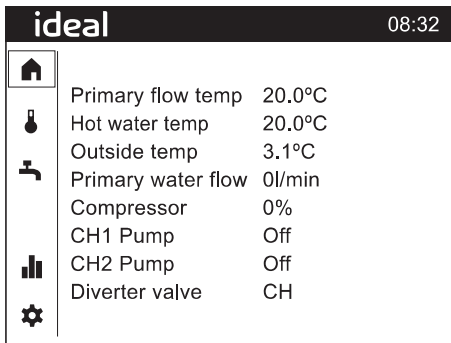 ideal 08:32
Primary flow temp 20.0ºC
Hot water temp 20.0ºC
Outside temp 3.1ºC
Primary water flow 0l/min
Compressor 0%
CH1 Pump Off
CH2 Pump Off
Diverter valve CH